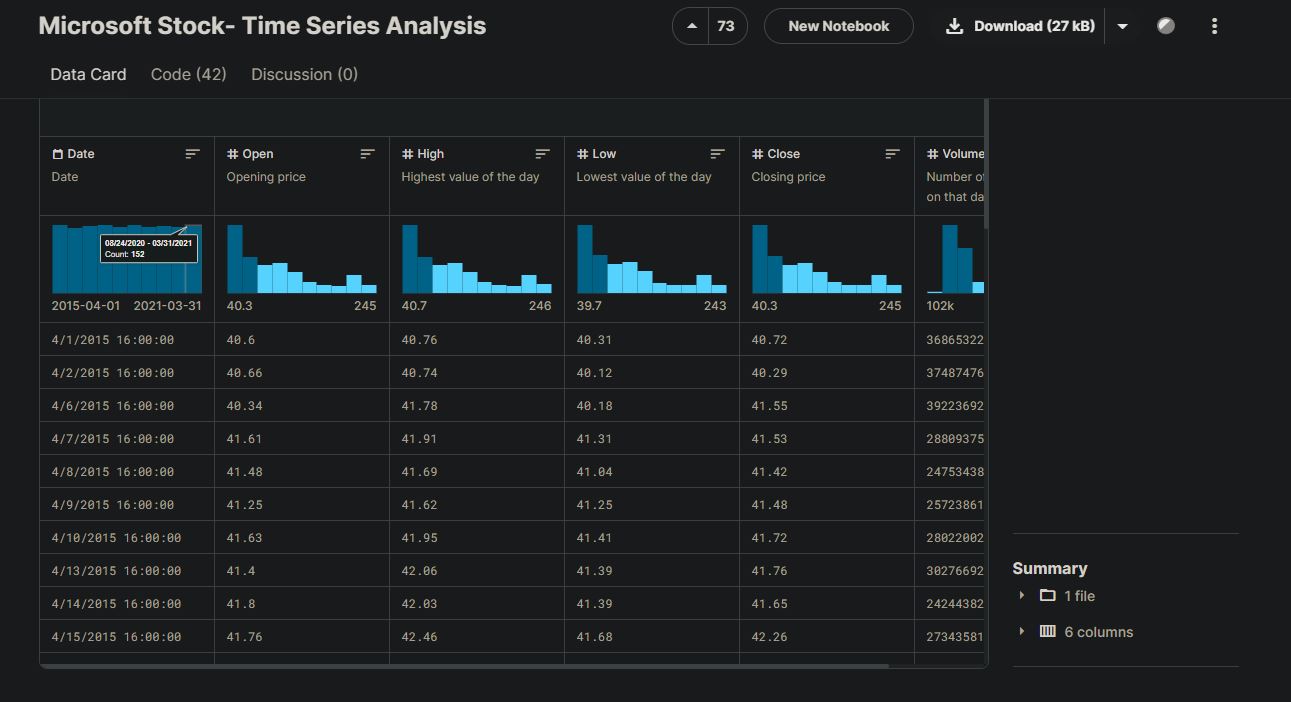 Microsoft Stock- Time Series Analysis
73
New Notebook
Download (27 kB)
Data Card
Code (42)
Discussion (0)
Date
Open
High
Low
Close
Volume
Date
Opening price
Highest value of the day
Lowest value of the day
Closing price
Number of
on that da
08/24/2020 - 03/31/2021
Count: 152
2015-04-01 2021-03-31
40.3 245
40.7 246
39.7 243
40.3 245
102k
4/1/2015 16:00:00 40.6 40.76 40.31 40.72 36865322
4/2/2015 16:00:00 40.66 40.74 40.12 40.29 37487476
4/6/2015 16:00:00 40.34 41.78 40.18 41.55 39223692
4/7/2015 16:00:00 41.61 41.91 41.31 41.53 28809375
4/8/2015 16:00:00 41.48 41.69 41.04 41.42 24753438
4/9/2015 16:00:00 41.25 41.62 41.25 41.48 25723861
4/10/2015 16:00:00 41.63 41.95 41.41 41.72 28022002
4/13/2015 16:00:00 41.4 42.06 41.39 41.76 30276692
4/14/2015 16:00:00 41.8 42.03 41.39 41.65 24244382
4/15/2015 16:00:00 41.76 42.46 41.68 42.26 27343581
Summary
1 file
6 columns